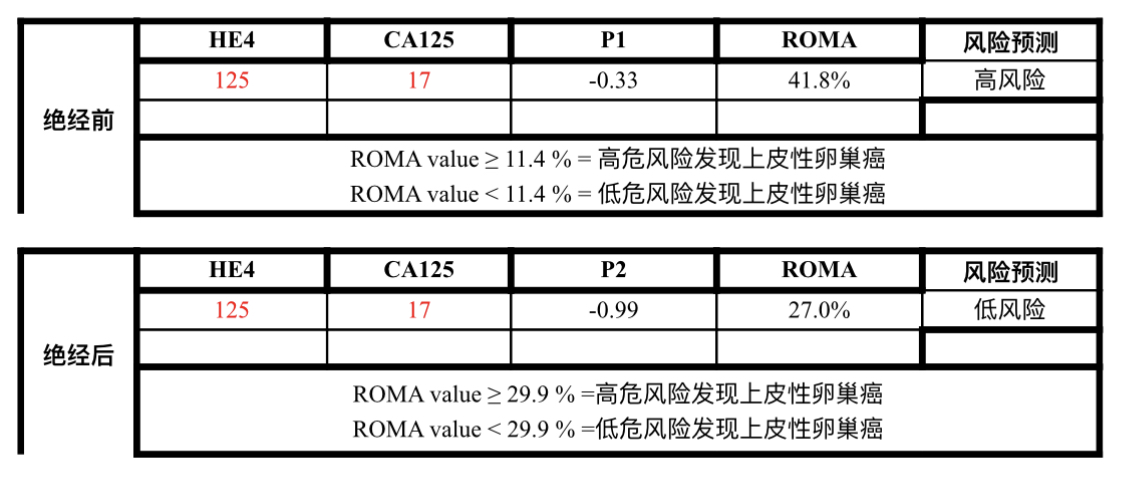 HE4 CA125 P1 ROMA 风险预测
125 17 -0.33 41.8% 高风险
绝经前
ROMA value ≥ 11.4 % = 高危风险发现上皮性卵巢癌
ROMA value < 11.4 % = 低危风险发现上皮性卵巢癌
HE4 CA125 P2 ROMA 风险预测
125 17 -0.99 27.0% 低风险
绝经后
ROMA value ≥ 29.9 % =高危风险发现上皮性卵巢癌
ROMA value < 29.9 % =低危风险发现上皮性卵巢癌